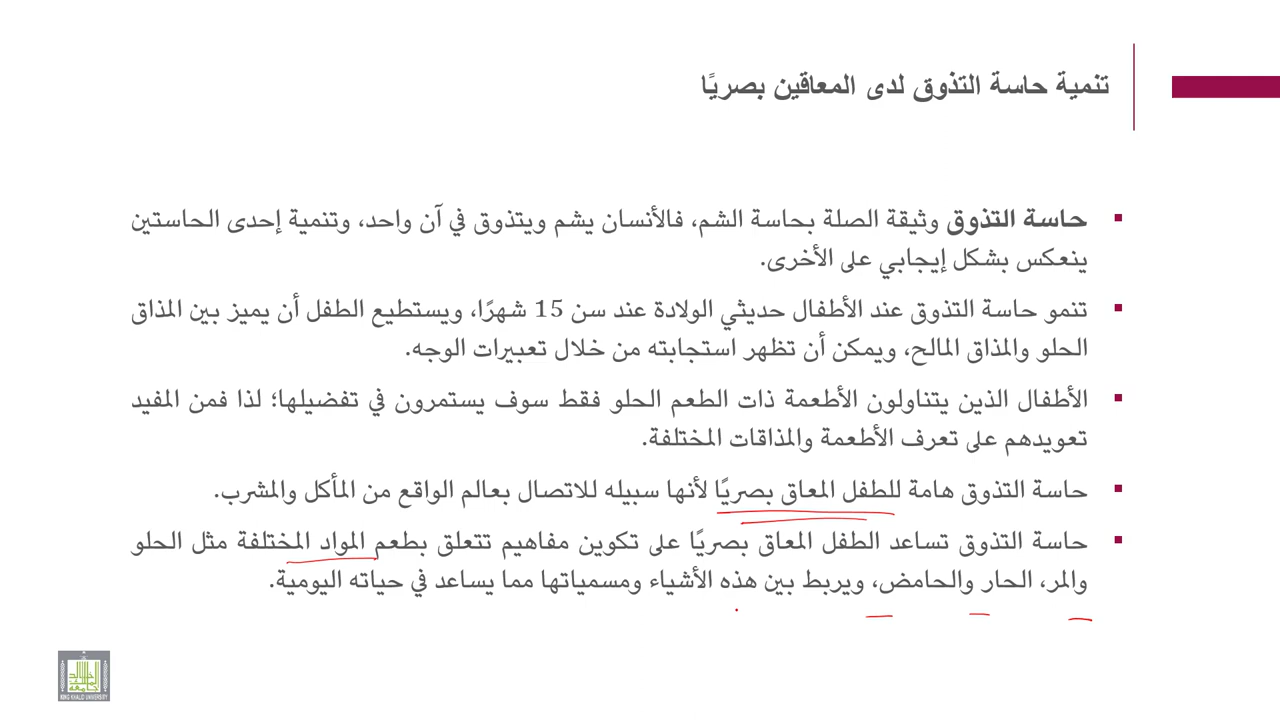 تنمية حاسة التذوق لدى المعاقين بصريًا
حاسة التذوق وثيقة الصلة بحاسة الشم، فالأنسان يشم ويتذوق في آن واحد، وتنمية إحدى الحاستين
ينعكس بشكل إيجابي على الأخرى.
تنمو حاسة التذوق عند الأطفال حديثي الولادة عند سن 15 شهرًا، ويستطيع الطفل أن يميز بين المذاق
الحلو والمذاق المالح، ويمكن أن تظهر استجابته من خلال تعبيرات الوجه.
الأطفال الذين يتناولون الأطعمة ذات الطعم الحلو فقط سوف يستمرون في تفضيلها؛ لذا فمن المفيد
تعويدهم على تعرف الأطعمة والمذاقات المختلفة.
حاسة التذوق هامة للطفل المعاق بصريًا لأنها سبيله للاتصال بعالم الواقع من المأكل والمشرب.
حاسة التذوق تساعد الطفل المعاق بصريًا على تكوين مفاهيم تتعلق بطعم المواد المختلفة مثل الحلو
والمر، الحار والحامض، ويربط بين هذه الأشياء ومسمياتها مما يساعد في حياته اليومية.
KING KHALID UNIVERSITY